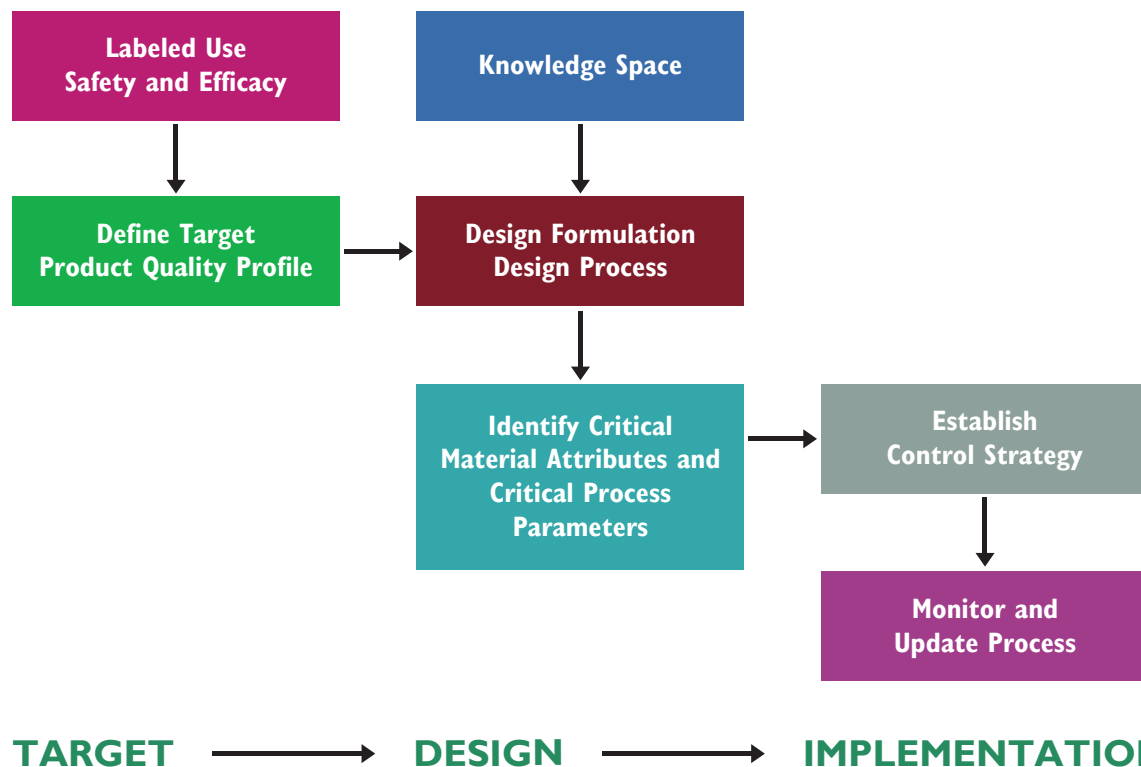 Labeled Use
Safety and Efficacy
Knowledge Space
Define Target
Product Quality Profile
Design Formulation
Design Process
Identify Critical
Material Attributes and
Critical Process
Parameters
Establish
Control Strategy
Monitor and
Update Process
TARGET
DESIGN
IMPLEMENTATION